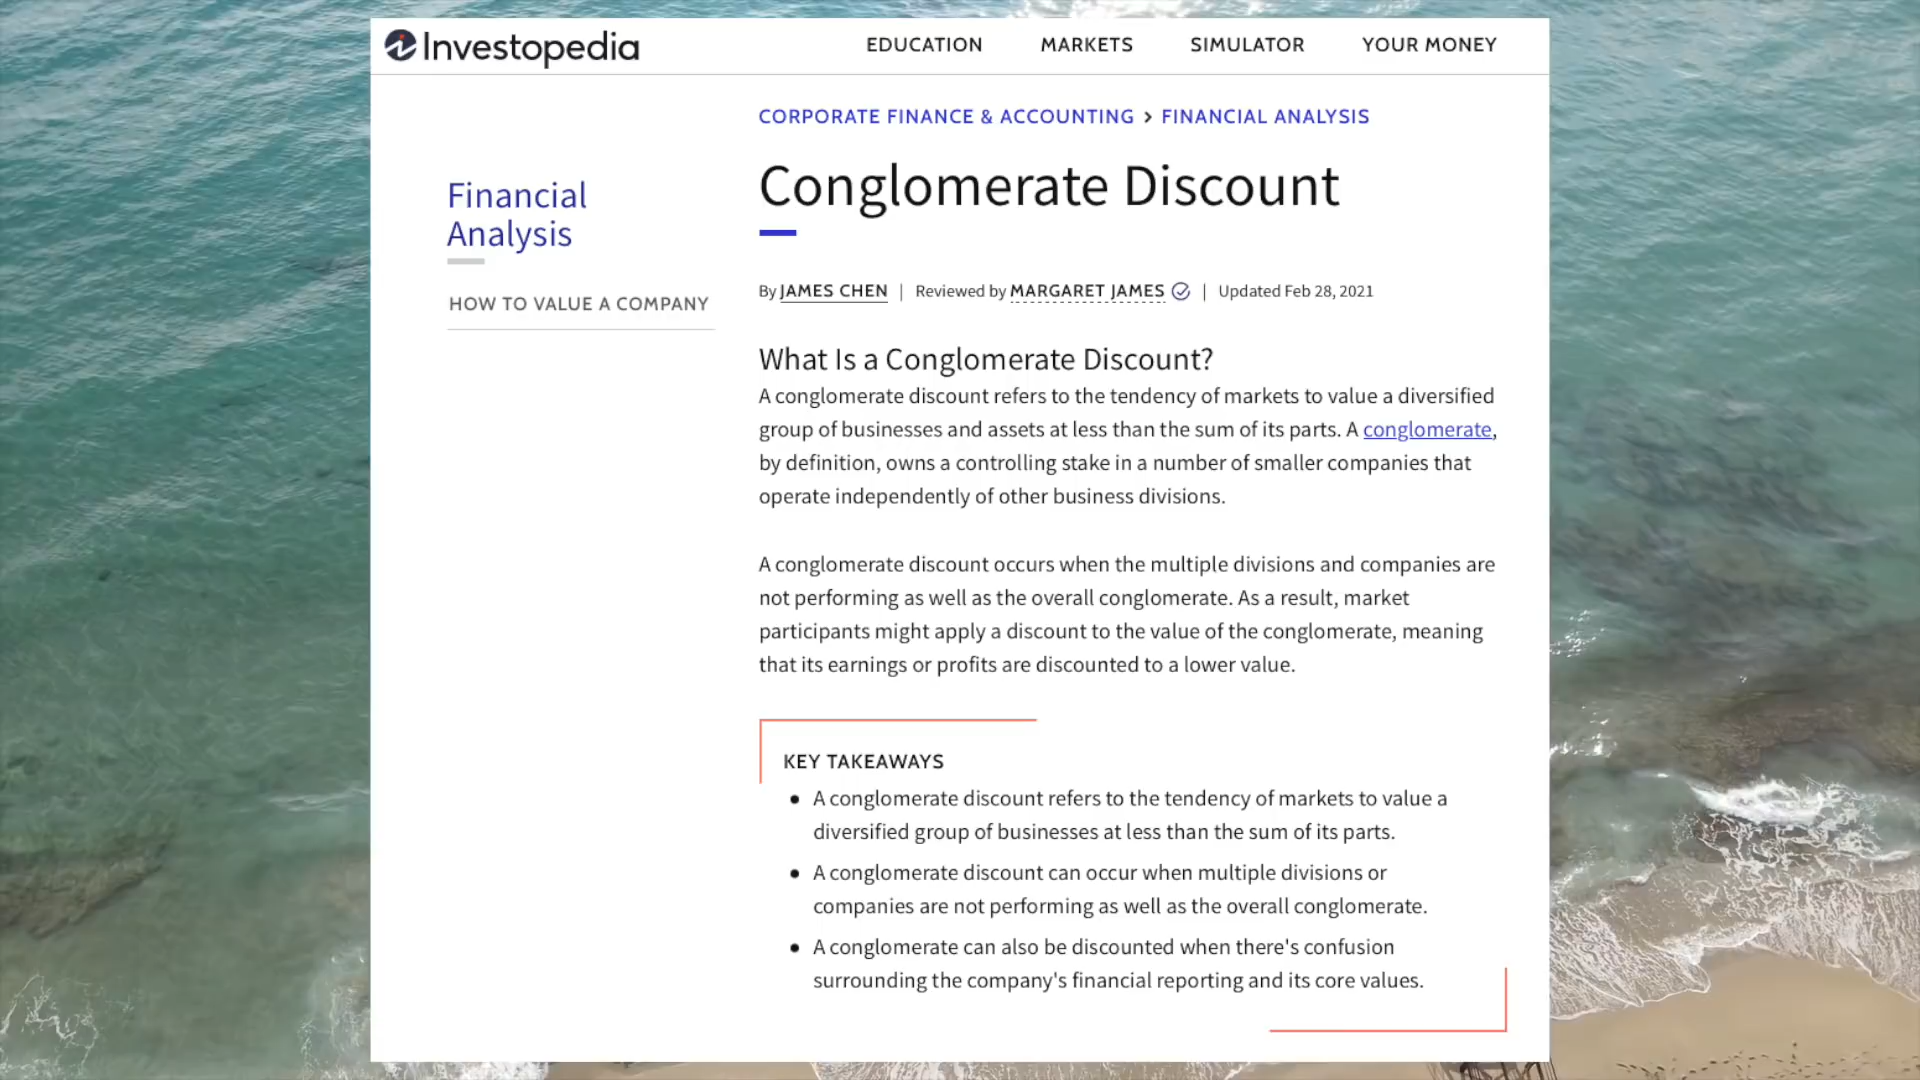 Investopedia
EDUCATION MARKETS SIMULATOR YOUR MONEY
CORPORATE FINANCE & ACCOUNTING > FINANCIAL ANALYSIS
Financial
Analysis
HOW TO VALUE A COMPANY
Conglomerate Discount
By JAMES CHEN | Reviewed by MARGARET JAMES | Updated Feb 28, 2021
What Is a Conglomerate Discount?
A conglomerate discount refers to the tendency of markets to value a diversified
group of businesses and assets at less than the sum of its parts. A conglomerate,
by definition, owns a controlling stake in a number of smaller companies that
operate independently of other business divisions.
A conglomerate discount occurs when the multiple divisions and companies are
not performing as well as the overall conglomerate. As a result, market
participants might apply a discount to the value of the conglomerate, meaning
that its earnings or profits are discounted to a lower value.
KEY TAKEAWAYS
• A conglomerate discount refers to the tendency of markets to value a
diversified group of businesses at less than the sum of its parts.
• A conglomerate discount can occur when multiple divisions or
companies are not performing as well as the overall conglomerate.
• A conglomerate can also be discounted when there's confusion
surrounding the company's financial reporting and its core values.